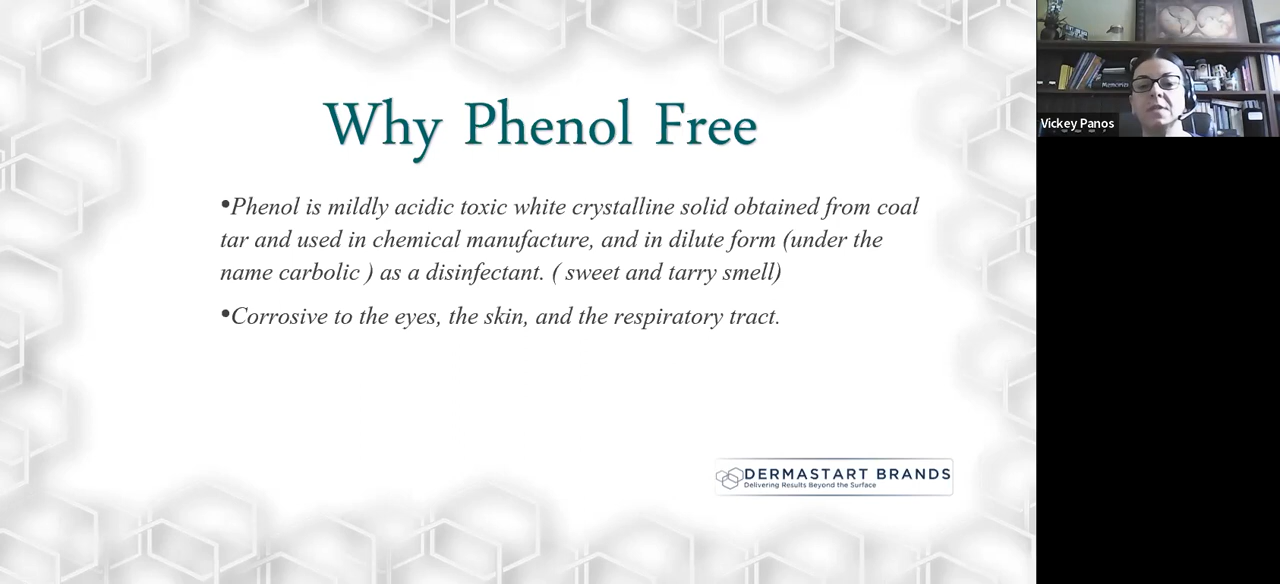 Why Phenol Free
•Phenol is mildly acidic toxic white crystalline solid obtained from coal
tar and used in chemical manufacture, and in dilute form (under the
name carbolic ) as a disinfectant. ( sweet and tarry smell)
•Corrosive to the eyes, the skin, and the respiratory tract.
DERMASTART BRANDS
Delivering Results Beyond the Surface
Memories
Vickey Panos